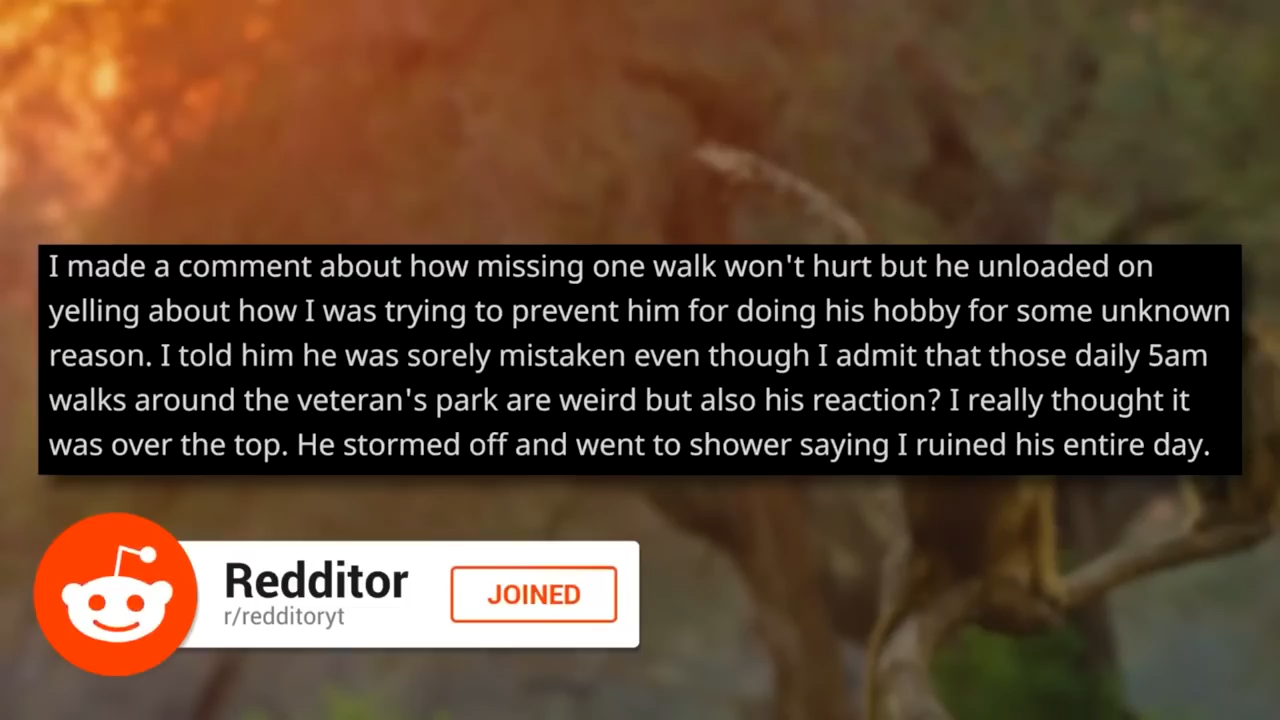 I made a comment about how missing one walk won't hurt but he unloaded on
yelling about how I was trying to prevent him for doing his hobby for some unknown
reason. I told him he was sorely mistaken even though I admit that those daily 5am
walks around the veteran's park are weird but also his reaction? I really thought it
was over the top. He stormed off and went to shower saying I ruined his entire day.
Redditor
r/redditoryt
JOINED